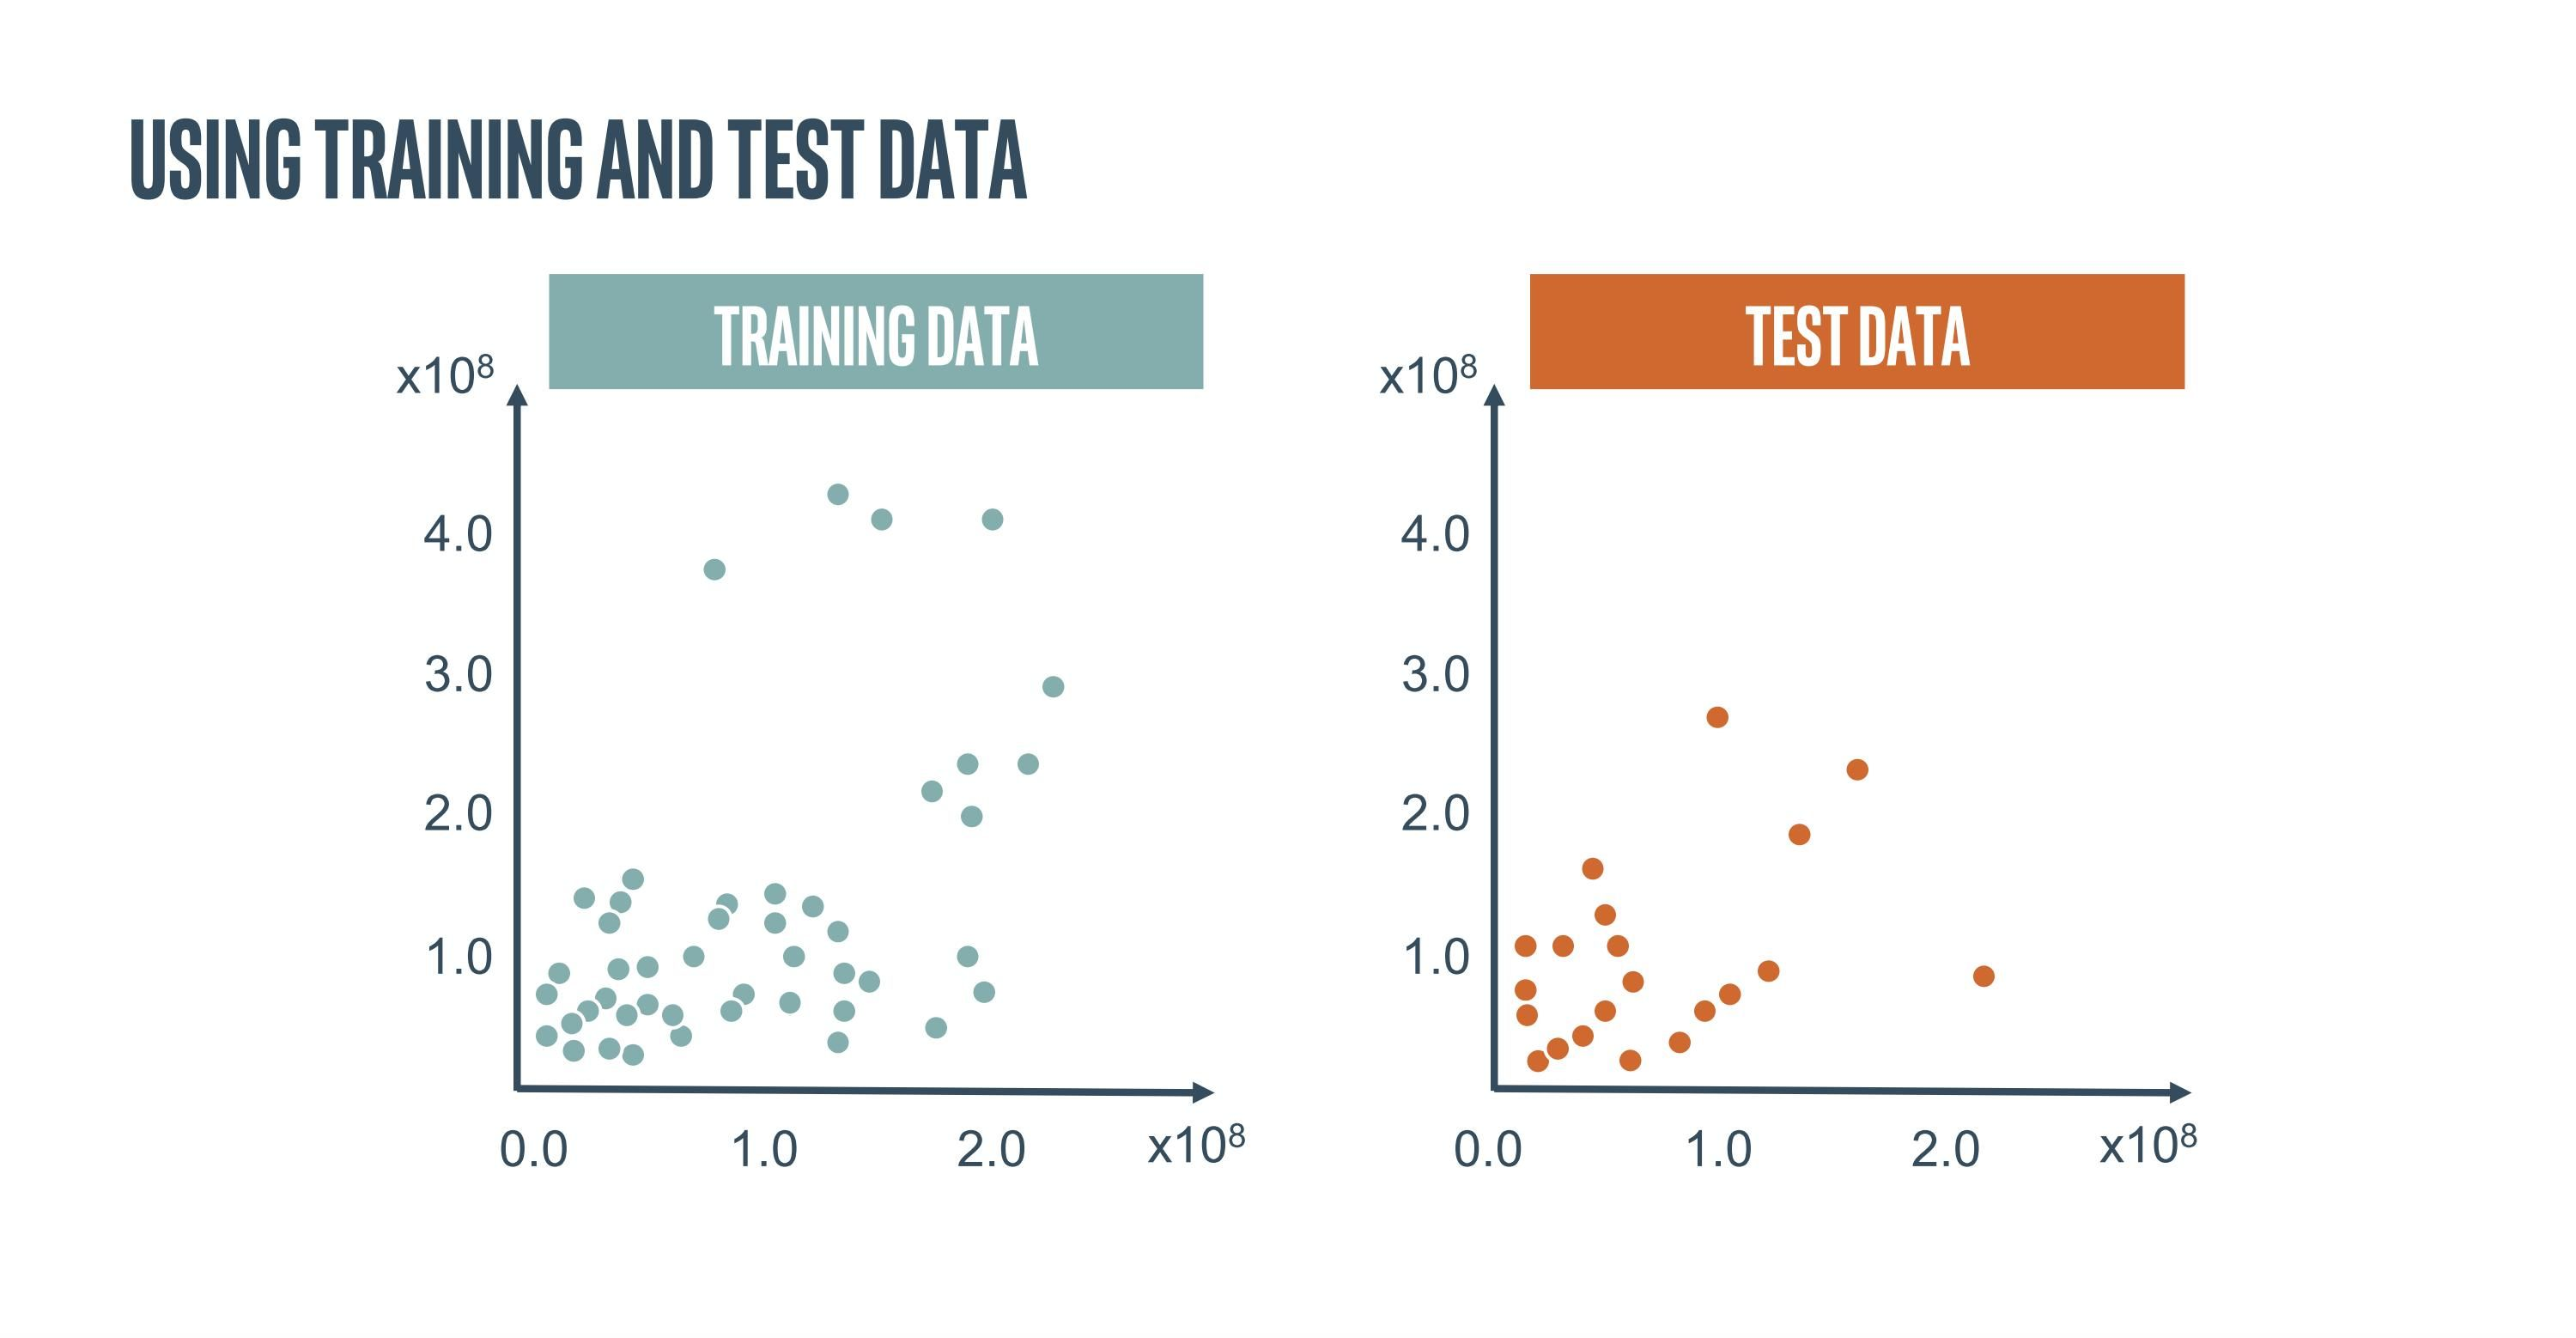 USING TRAINING AND TEST DATA
TRAINING DATA
x10⁸
4.0
3.0
2.0
1.0
0.0 1.0 2.0 x10⁸
TEST DATA
x10⁸
4.0
3.0
2.0
1.0
0.0 1.0 2.0 x10⁸